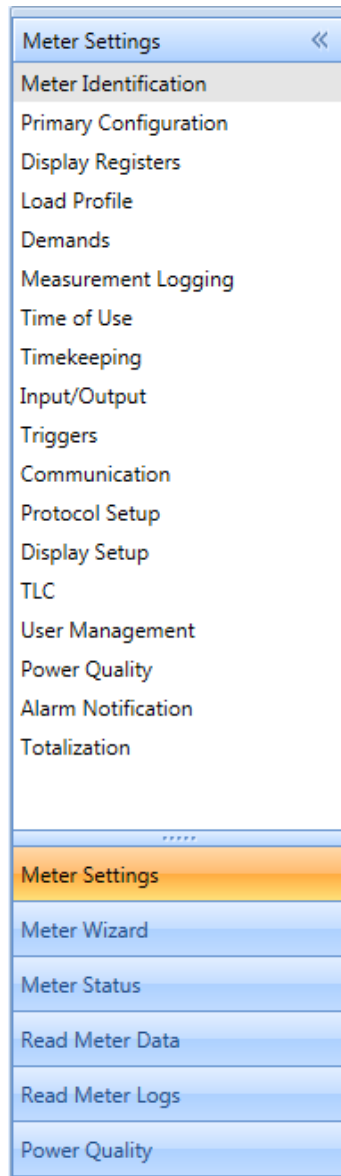 Meter Settings
Meter Identification
Primary Configuration
Display Registers
Load Profile
Demands
Measurement Logging
Time of Use
Timekeeping
Input/Output
Triggers
Communication
Protocol Setup
Display Setup
TLC
User Management
Power Quality
Alarm Notification
Totalization
Meter Settings
Meter Wizard
Meter Status
Read Meter Data
Read Meter Logs
Power Quality